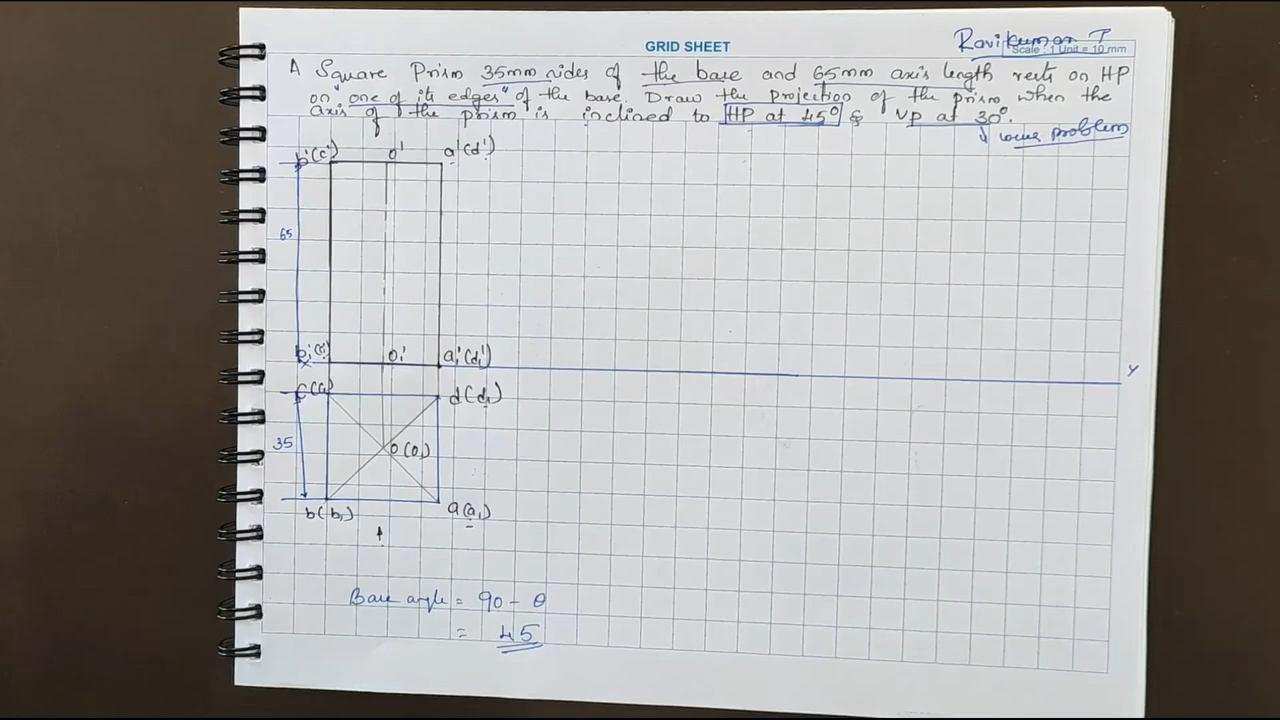 GRID SHEET
Ravikumar T
Scale : 1 Unit = 10 mm
A Square Prism 35mm sides of the base and 65mm axis length rests on HP
on "one of its edges" of the base. Draw the projection of the prism when the
axis of the prism is inclined to HP at 45° & VP at 30°.
b'(c') o' a'(d')
65
b₁'(c₁') o₁' a₁'(d₁')
x y
c(c₁) d(d₁)
35 o(o₁)
b(b₁) a(a₁)
Base angle = 90 - θ
= 45